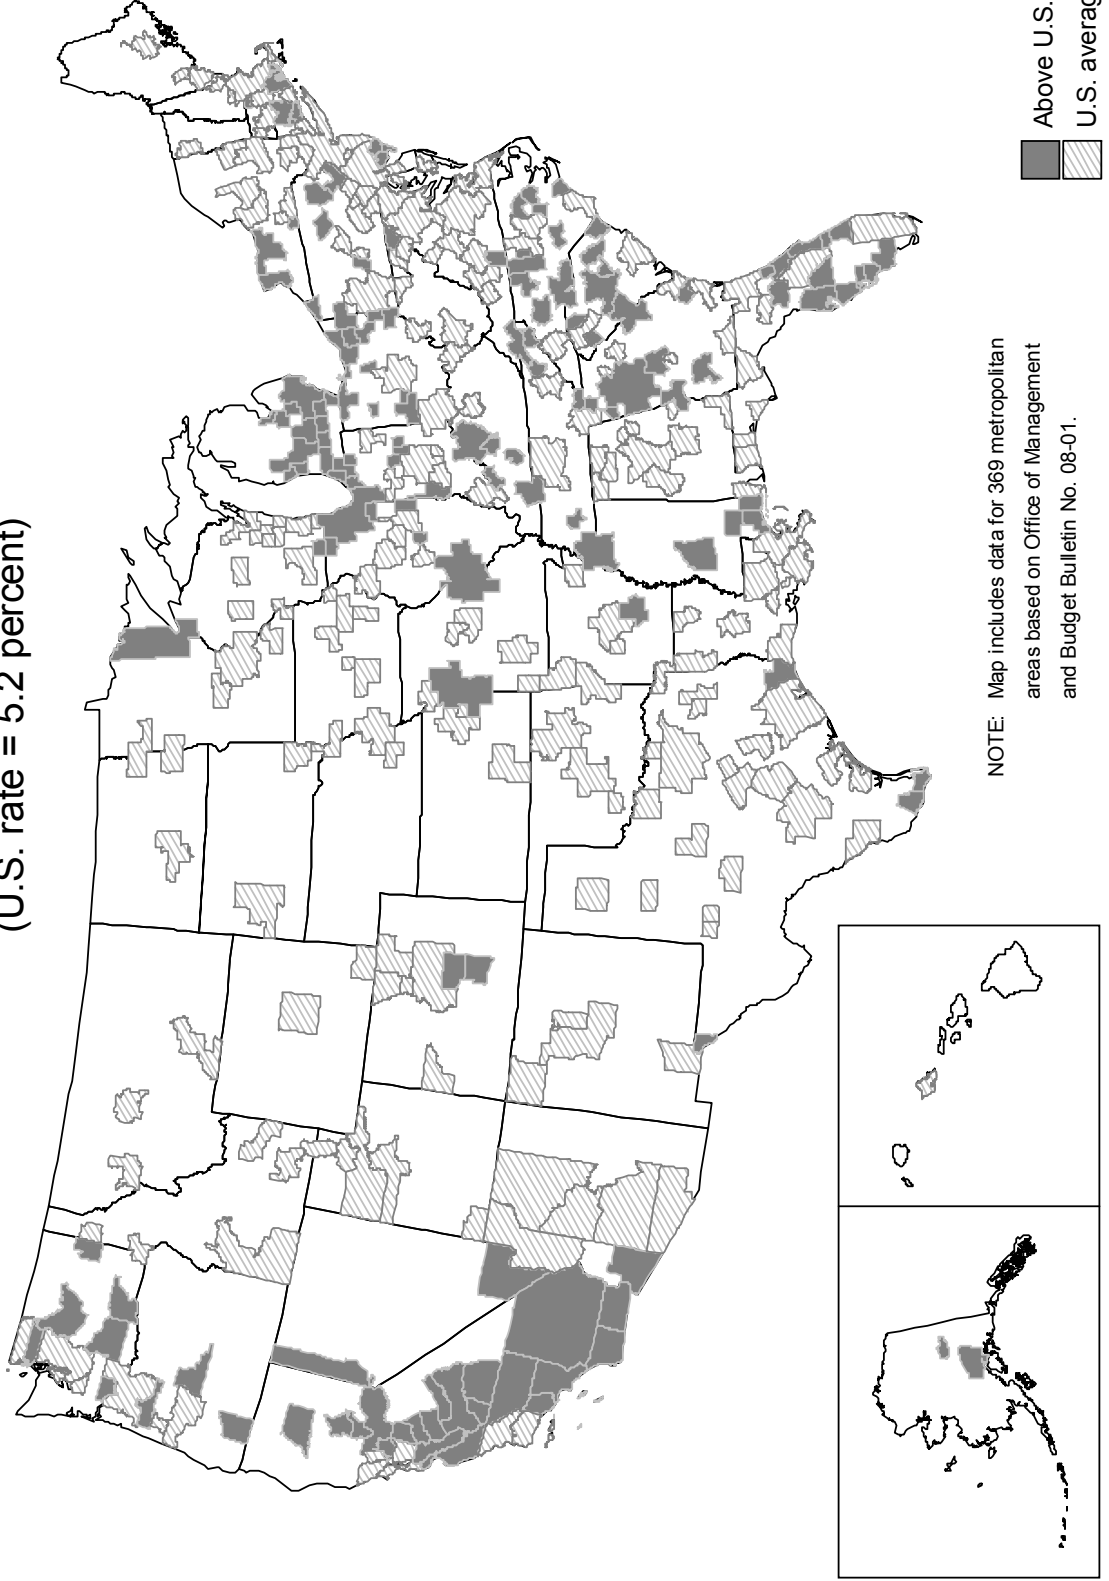 (U.S. rate = 5.2 percent)
Above U.S.
U.S.
NOTE: Map includes data for 369 metropolitan
areas based on Office of Management
and Budget Bulletin No. 08-01.